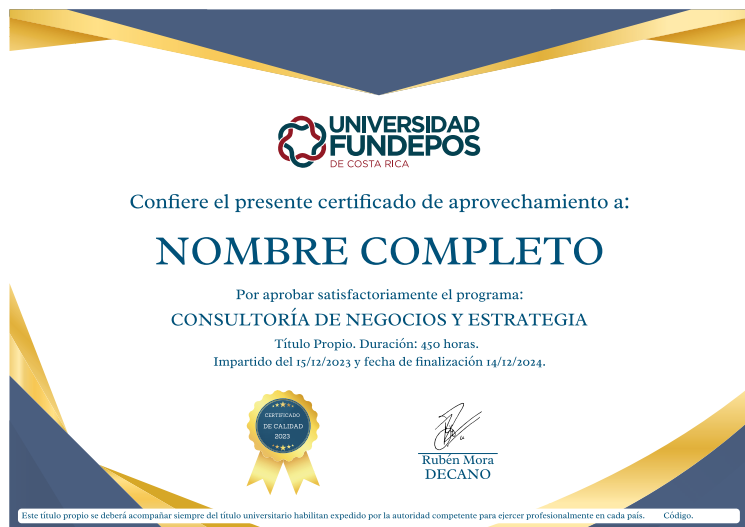 UNIVERSIDAD
FUNDEPOS
DE COSTA RICA
Confiere el presente certificado de aprovechamiento a:
NOMBRE COMPLETO
Por aprobar satisfactoriamente el programa:
CONSULTORÍA DE NEGOCIOS Y ESTRATEGIA
Título Propio. Duración: 450 horas.
Impartido del 15/12/2023 y fecha de finalización 14/12/2024.
CERTIFICADO
DE CALIDAD
2023
Rubén Mora
DECANO
Este título propio se deberá acompañar siempre del título universitario habilitan expedido por la autoridad competente para ejercer profesionalmente en cada país. Código.